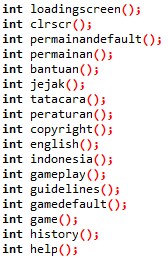 int loadingscreen();
int clrscr();
int permainandefault();
int permainan();
int bantuan();
int jejak();
int tatacara();
int peraturan();
int copyright();
int english();
int indonesia();
int gameplay();
int guidelines();
int gamedefault();
int game();
int history();
int help();